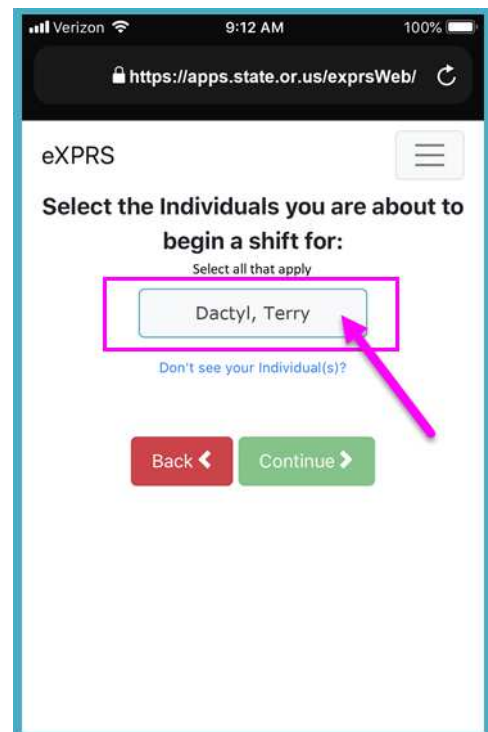 Verizon 9:12 AM 100%
https://apps.state.or.us/exprsWeb/
eXPRS
Select the Individuals you are about to
begin a shift for:
Select all that apply
Dactyl, Terry
Don't see your Individual(s)?
Back Continue